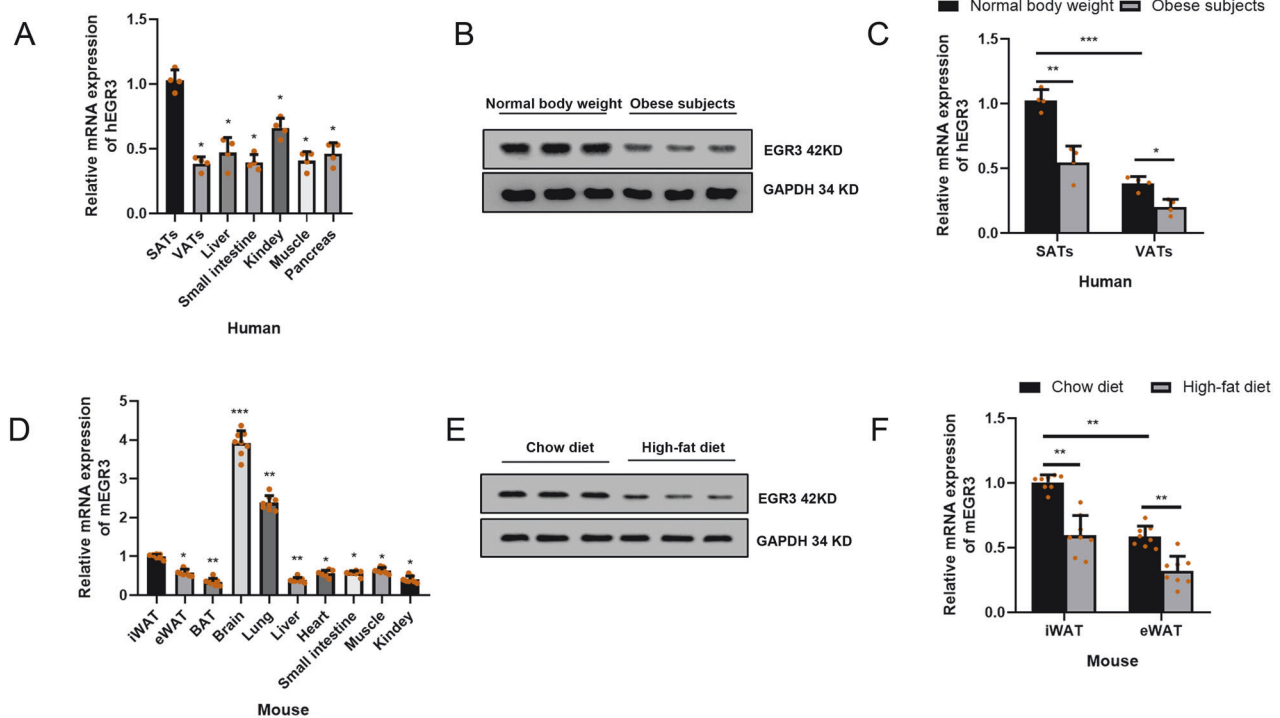 A
Relative mRNA expression
of hEGR3
1.5
1.0
0.5
0.0
*
*
*
*
*
*
SATs
VATs
Liver
Small intestine
Kindey
Muscle
Pancreas
Human
B
Normal body weight
Obese subjects
EGR3 42KD
GAPDH 34 KD
C
Normal body weight
Obese subjects
Relative mRNA expression
of hEGR3
1.5
1.0
0.5
0.0
***
**
*
SATs
VATs
Human
D
Relative mRNA expression
of mEGR3
5
4
3
2
1
0
*
**
***
**
**
*
*
*
*
iWAT
eWAT
BAT
Brain
Lung
Liver
Heart
Small intestine
Muscle
Kindey
Mouse
E
Chow diet
High-fat diet
EGR3 42KD
GAPDH 34 KD
F
Chow diet
High-fat diet
Relative mRNA expression
of mEGR3
1.5
1.0
0.5
0.0
**
**
**
iWAT
eWAT
Mouse